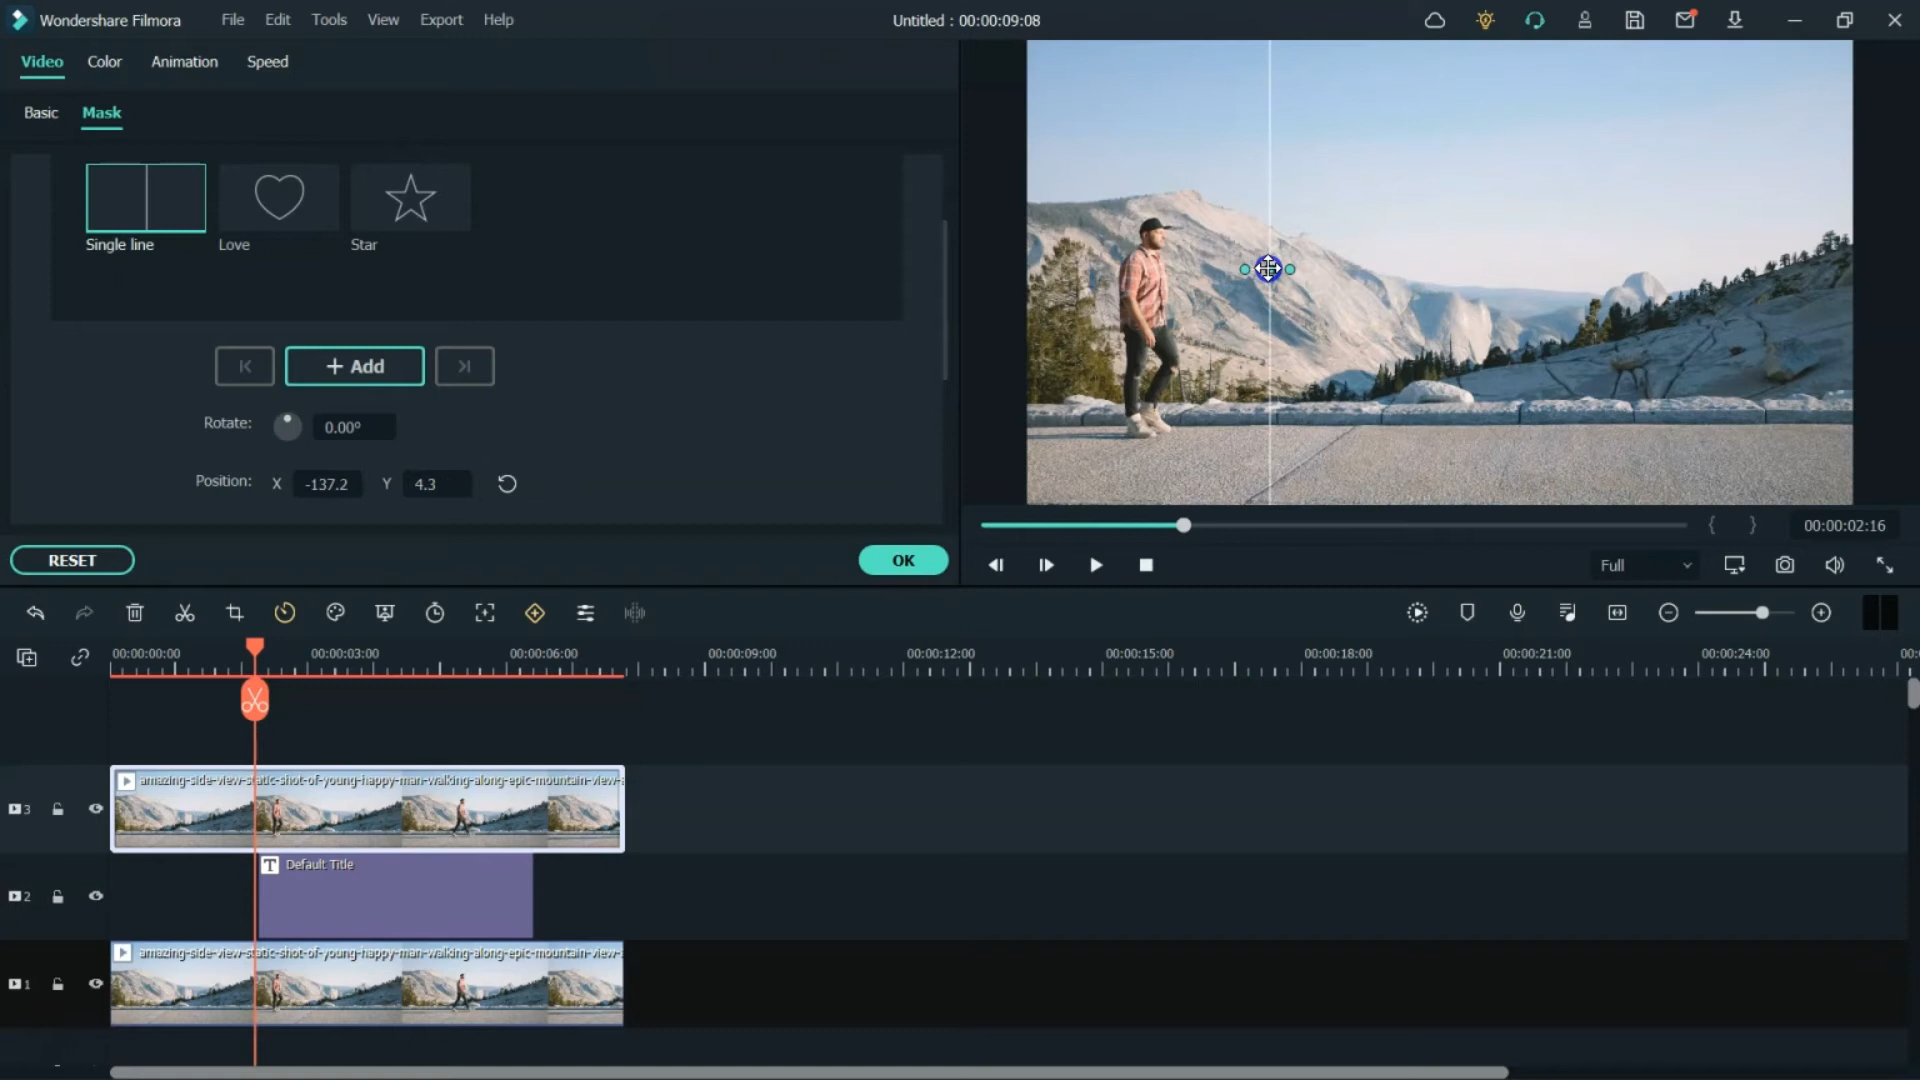 Wondershare Filmora File Edit Tools View Export Help Untitled : 00:00:09:08
Video Color Animation Speed
Basic Mask
Single line Love Star
+ Add
Rotate: 0.00º
Position: X -137.2 Y 4.3
{ } 00:00:02:16
RESET OK
Full
00:00:00:00 00:00:03:00 00:00:06:00 00:00:09:00 00:00:12:00 00:00:15:00 00:00:18:00 00:00:21:00 00:00:24:00 00:0
amazing-side-view-static-shot-of-young-happy-man-walking-along-epic-mountain-view-s
3
T Default Title
2
amazing-side-view-static-shot-of-young-happy-man-walking-along-epic-mountain-view-
1